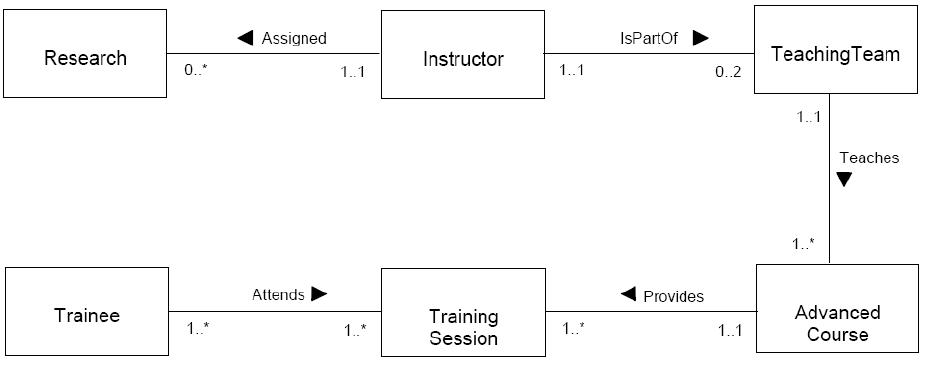 Research
Assigned
0..*
1..1
Instructor
IsPartOf
1..1
0..2
TeachingTeam
1..1
Teaches
1..*
Trainee
Attends
1..*
1..*
Training
Session
Provides
1..*
1..1
Advanced
Course